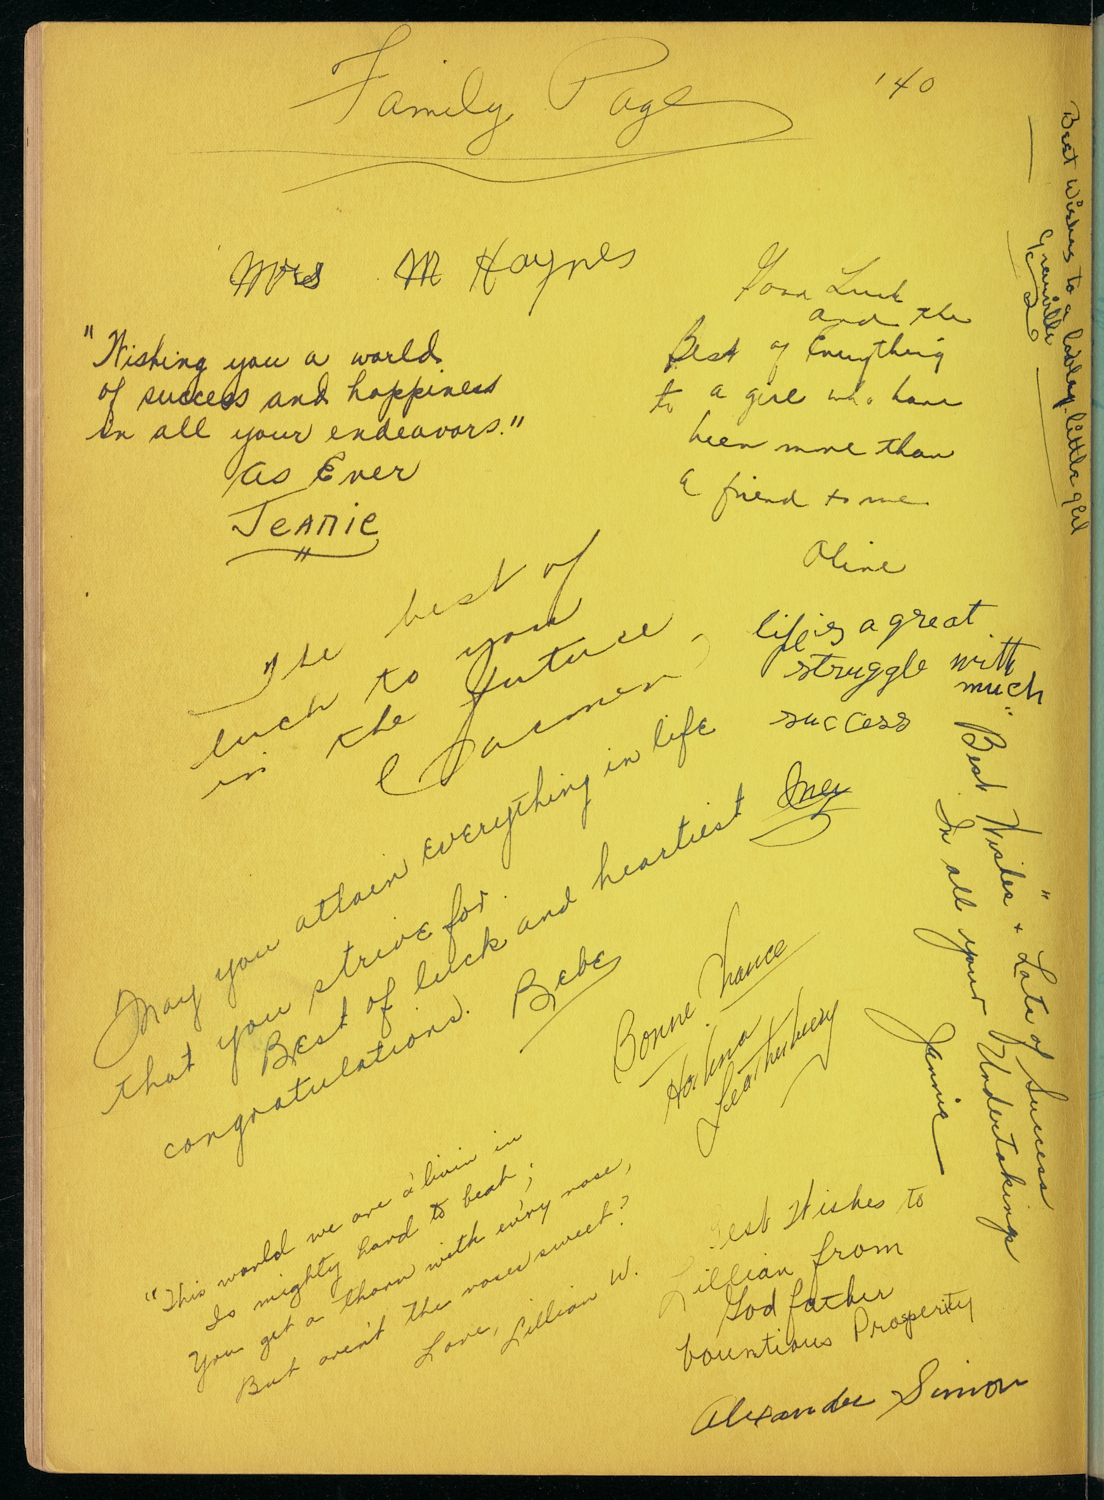 Family Page
'40
Mrs M Haynes
"Wishing you a world
of success and happiness
in all your endeavors."
as Ever
Jeanie
Good Luck
and the
Best of Everything
to a girl who have
been more than
a friend to me
Oline
Best Wishes to a lovley little girl
Granville
The best of
luck to you
in the future
Carmen
life is a great
struggle with
much
success
Inez
May you attain everything in life
that you strive for.
Best of luck and heartiest
congratulations. Bebe
"Best Wishes + Lots of Success
In all your Undertakings"
Jennie
Bonne Chance
Halima
Leatherberry
"This world we are a'livin in
Is mighty hard to beat;
You get a thorn with every rose,
But aren't the roses sweet?
Love, Lillian W.
Best Wishes to
Lillian from
God father
bountious Prosperity
Alexander Simon